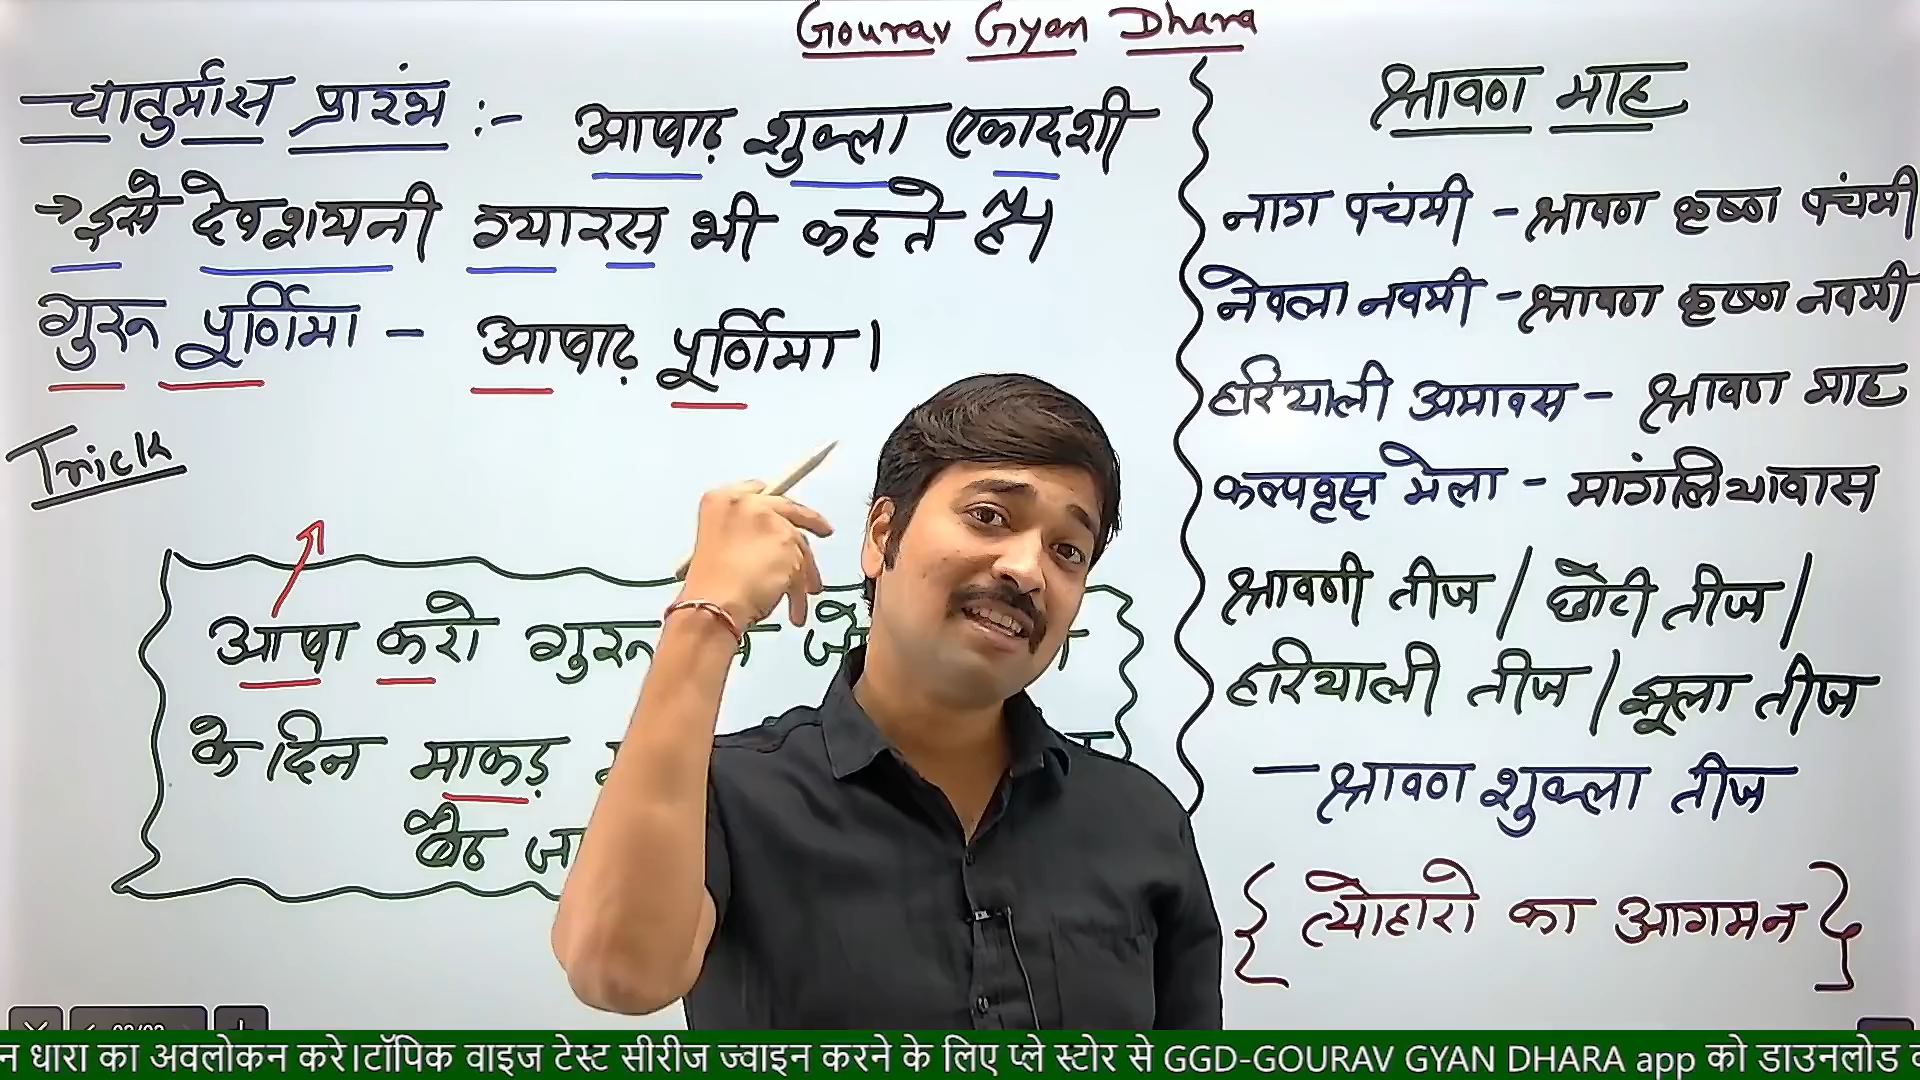 Gourav Gyan Dhara
चातुर्मास प्रारंभ :- आषाढ़ शुक्ला एकादशी
→ इसे देवशयनी ग्यारस भी कहते है।
गुरू पूर्णिमा - आषाढ़ पूर्णिमा।
Trick
आषा करो गुरू
के दिन माकड़
बैठ
श्रावण माह
नाग पंचमी - श्रावण कृष्ण पंचमी
नेवला नवमी - श्रावण कृष्ण नवमी
हरियाली अमावस - श्रावण माह
कल्पवृक्ष मेला - मांगलियावास
श्रावणी तीज / छोटी तीज /
हरियाली तीज / झूला तीज
- श्रावण शुक्ला तीज
{ त्योहारो का आगमन }
न धारा का अवलोकन करे।टॉपिक वाइज टेस्ट सीरीज ज्वाइन करने के लिए प्ले स्टोर से GGD-GOURAV GYAN DHARA app को डाउनलोड